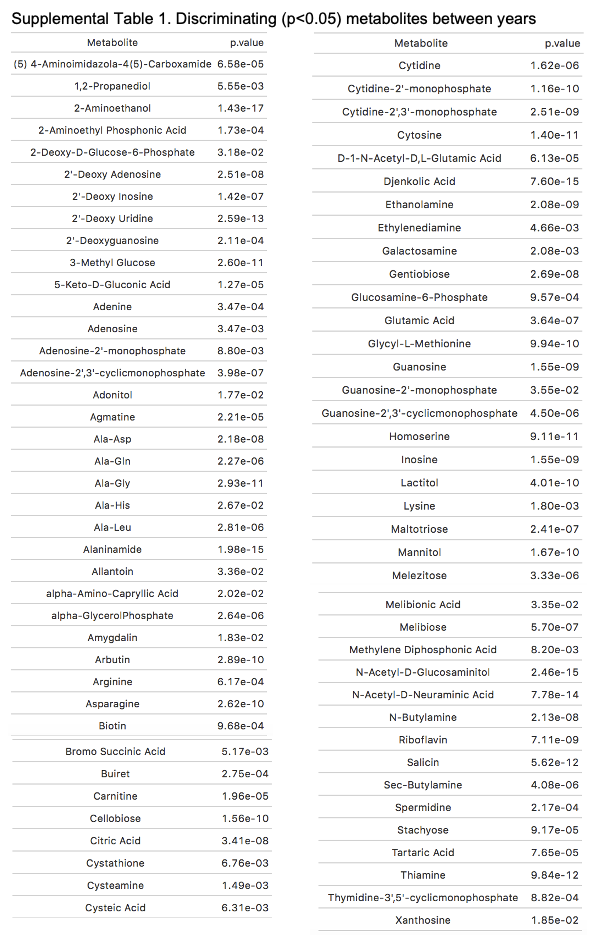 Supplemental Table 1. Discriminating (p<0.05) metabolites between years
Metabolite p.value
(5) 4-Aminoimidazola-4(5)-Carboxamide 6.58e-05
1,2-Propanediol 5.55e-03
2-Aminoethanol 1.43e-17
2-Aminoethyl Phosphonic Acid 1.73e-04
2-Deoxy-D-Glucose-6-Phosphate 3.18e-02
2'-Deoxy Adenosine 2.51e-08
2'-Deoxy Inosine 1.42e-07
2'-Deoxy Uridine 2.59e-13
2'-Deoxyguanosine 2.11e-04
3-Methyl Glucose 2.60e-11
5-Keto-D-Gluconic Acid 1.27e-05
Adenine 3.47e-04
Adenosine 3.47e-03
Adenosine-2'-monophosphate 8.80e-03
Adenosine-2',3'-cyclicmonophosphate 3.98e-07
Adonitol 1.77e-02
Agmatine 2.21e-05
Ala-Asp 2.18e-08
Ala-Gln 2.27e-06
Ala-Gly 2.93e-11
Ala-His 2.67e-02
Ala-Leu 2.81e-06
Alaninamide 1.98e-15
Allantoin 3.36e-02
alpha-Amino-Capryllic Acid 2.02e-02
alpha-GlycerolPhosphate 2.64e-06
Amygdalin 1.83e-02
Arbutin 2.89e-10
Arginine 6.17e-04
Asparagine 2.62e-10
Biotin 9.68e-04
Bromo Succinic Acid 5.17e-03
Buiret 2.75e-04
Carnitine 1.96e-05
Cellobiose 1.56e-10
Citric Acid 3.41e-08
Cystathione 6.76e-03
Cysteamine 1.49e-03
Cysteic Acid 6.31e-03
Metabolite p.value
Cytidine 1.62e-06
Cytidine-2'-monophosphate 1.16e-10
Cytidine-2',3'-monophosphate 2.51e-09
Cytosine 1.40e-11
D-1-N-Acetyl-D,L-Glutamic Acid 6.13e-05
Djenkolic Acid 7.60e-15
Ethanolamine 2.08e-09
Ethylenediamine 4.66e-03
Galactosamine 2.08e-03
Gentiobiose 2.69e-08
Glucosamine-6-Phosphate 9.57e-04
Glutamic Acid 3.64e-07
Glycyl-L-Methionine 9.94e-10
Guanosine 1.55e-09
Guanosine-2'-monophosphate 3.55e-02
Guanosine-2',3'-cyclicmonophosphate 4.50e-06
Homoserine 9.11e-11
Inosine 1.55e-09
Lactitol 4.01e-10
Lysine 1.80e-03
Maltotriose 2.41e-07
Mannitol 1.67e-10
Melezitose 3.33e-06
Melibionic Acid 3.35e-02
Melibiose 5.70e-07
Methylene Diphosphonic Acid 8.20e-03
N-Acetyl-D-Glucosaminitol 2.46e-15
N-Acetyl-D-Neuraminic Acid 7.78e-14
N-Butylamine 2.13e-08
Riboflavin 7.11e-09
Salicin 5.62e-12
Sec-Butylamine 4.08e-06
Spermidine 2.17e-04
Stachyose 9.17e-05
Tartaric Acid 7.65e-05
Thiamine 9.84e-12
Thymidine-3',5'-cyclicmonophosphate 8.82e-04
Xanthosine 1.85e-02